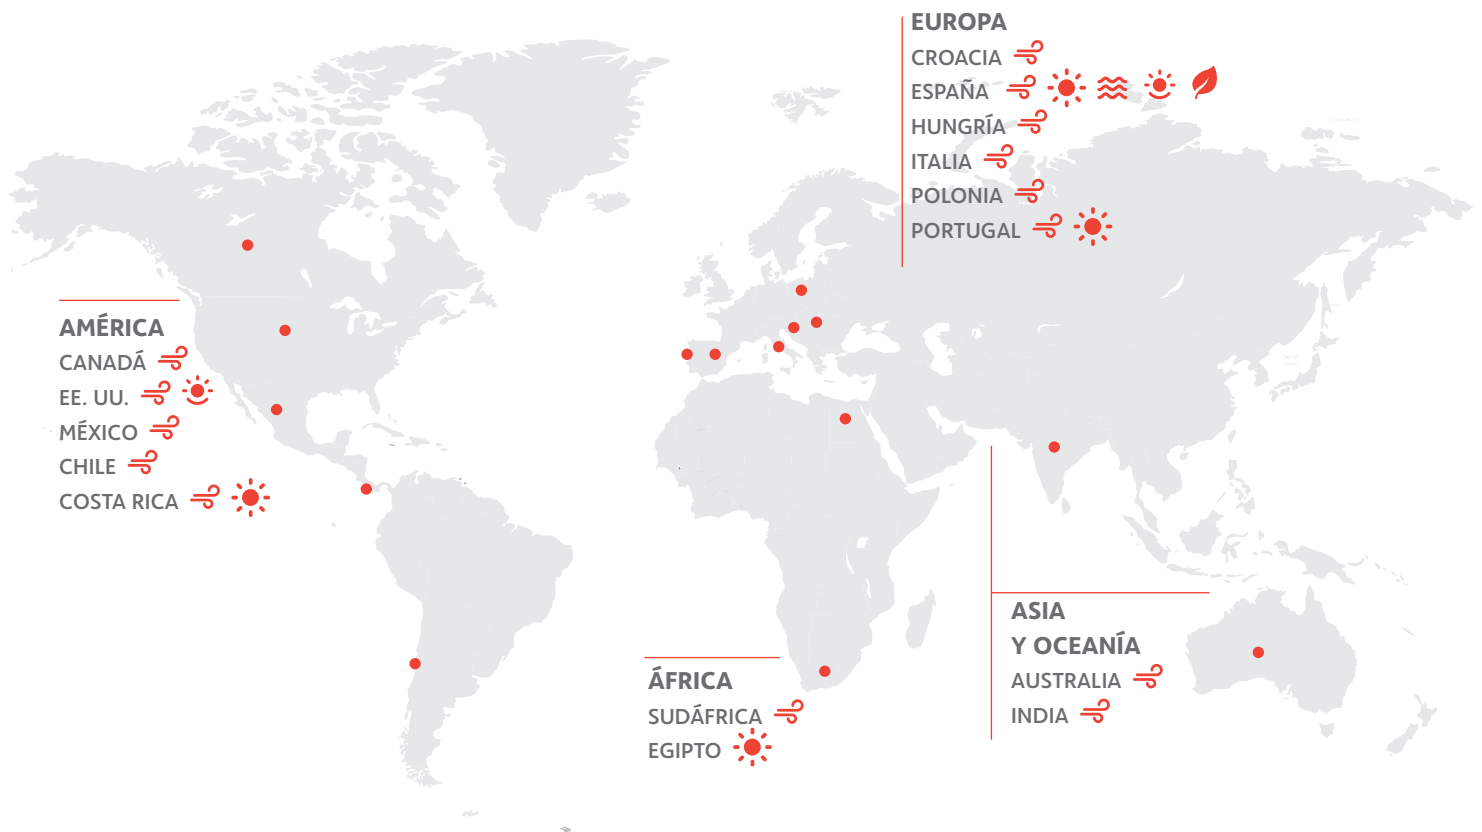 EUROPA
CROACIA
ESPAÑA
HUNGRÍA
ITALIA
POLONIA
PORTUGAL
AMÉRICA
CANADÁ
EE. UU.
MÉXICO
CHILE
COSTA RICA
ÁFRICA
SUDÁFRICA
EGIPTO
ASIA
Y OCEANÍA
AUSTRALIA
INDIA